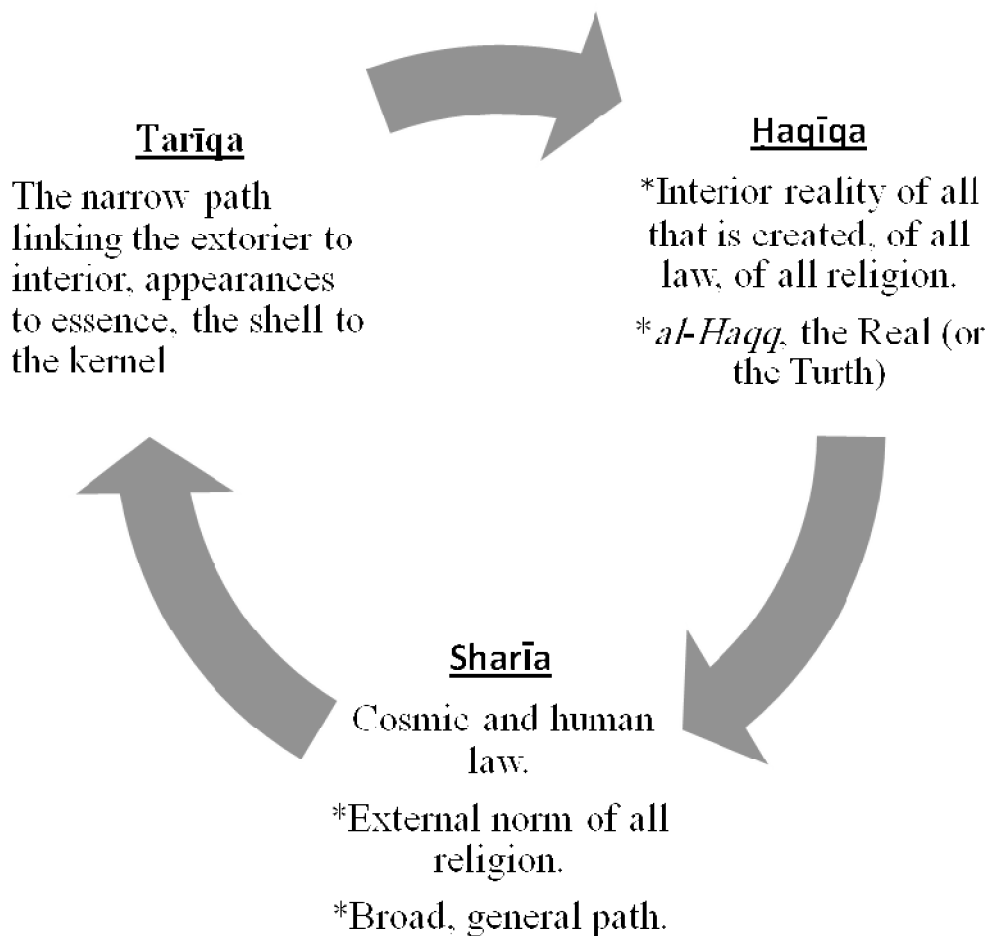 Tarīqa
The narrow path
linking the extorier to
interior, appearances
to essence, the shell to
the kernel
Ḥaqīqa
*Interior reality of all
that is created, of all
law, of all religion.
*al-Haqq, the Real (or
the Turth)
Sharīa
Cosmic and human
law.
*External norm of all
religion.
*Broad, general path.